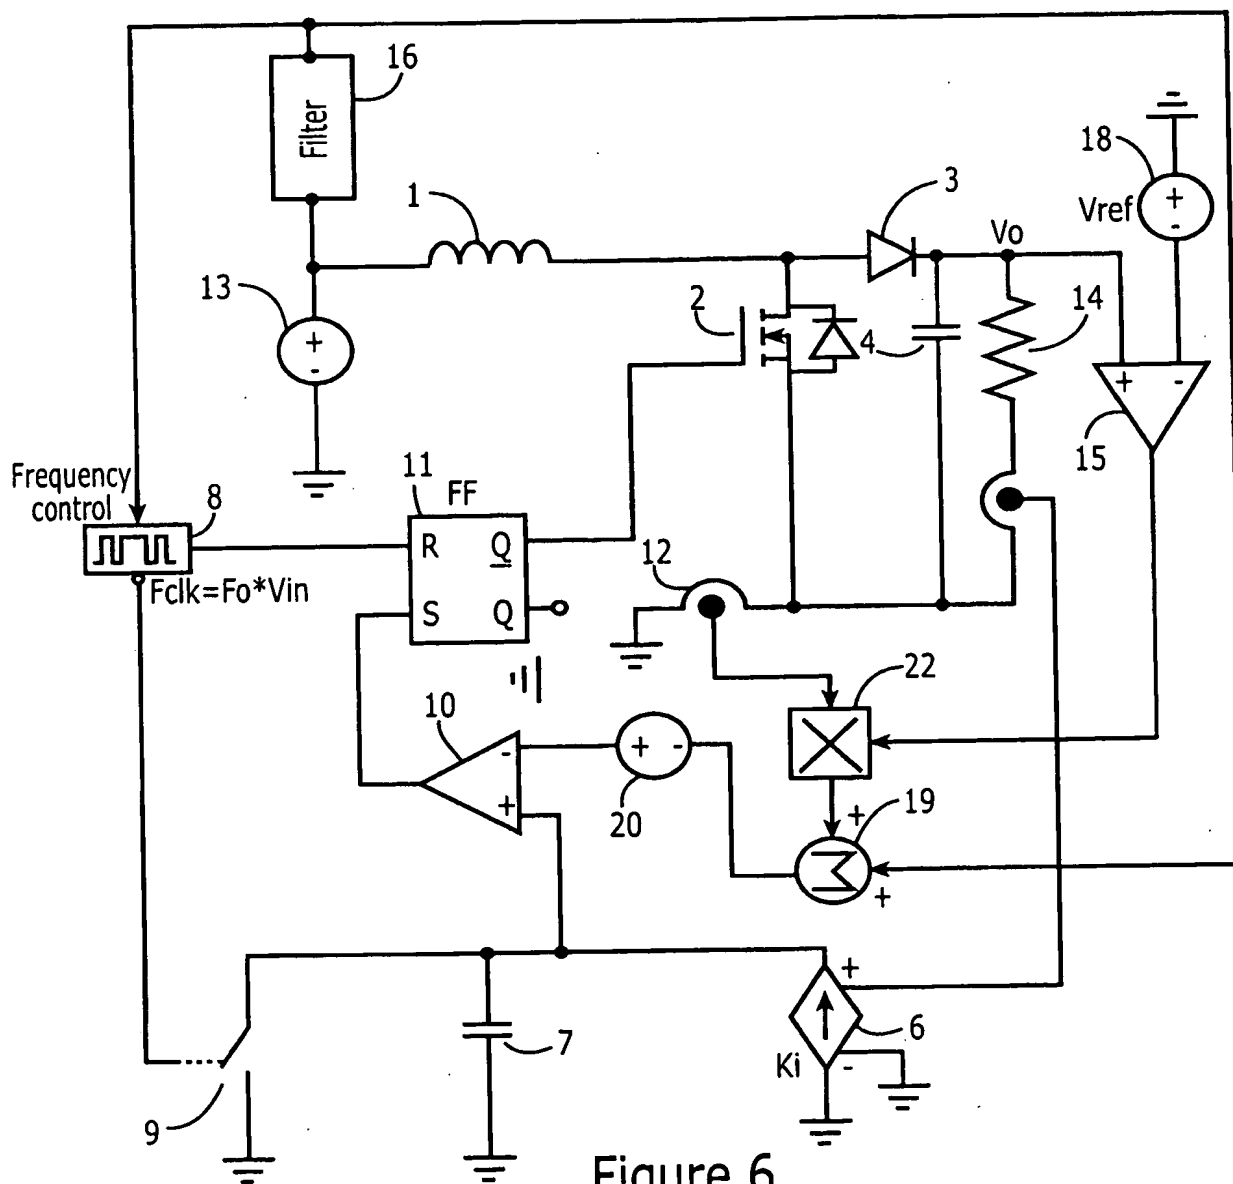 16
Filter
18
+
-
Vref
3
1
Vo
13
+
-
2
14
4
+ -
15
Frequency
control
8
11
FF
R Q
S Q
Fclk=Fo*Vin
12
22
10
-
+
+ -
20
+
19
Σ
+
+
6
Ki
-
7
9
Figure 6